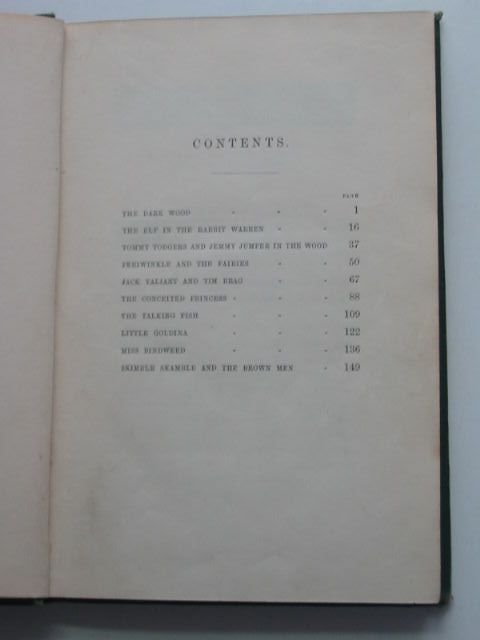 CONTENTS.
PAGE
THE DARK WOOD - - - 1
THE ELF IN THE RABBIT WARREN - - 16
TOMMY TODGERS AND JEMMY JUMPER IN THE WOOD 37
PERIWINKLE AND THE FAIRIES - - 50
JACK VALIANT AND TIM BRAG - - 67
THE CONCEITED PRINCESS - - - 88
THE TALKING FISH - - - 109
LITTLE GOLDINA - - - 122
MISS BINDWEED - - - 136
SKIMBLE SKAMBLE AND THE BROWN MEN - 149